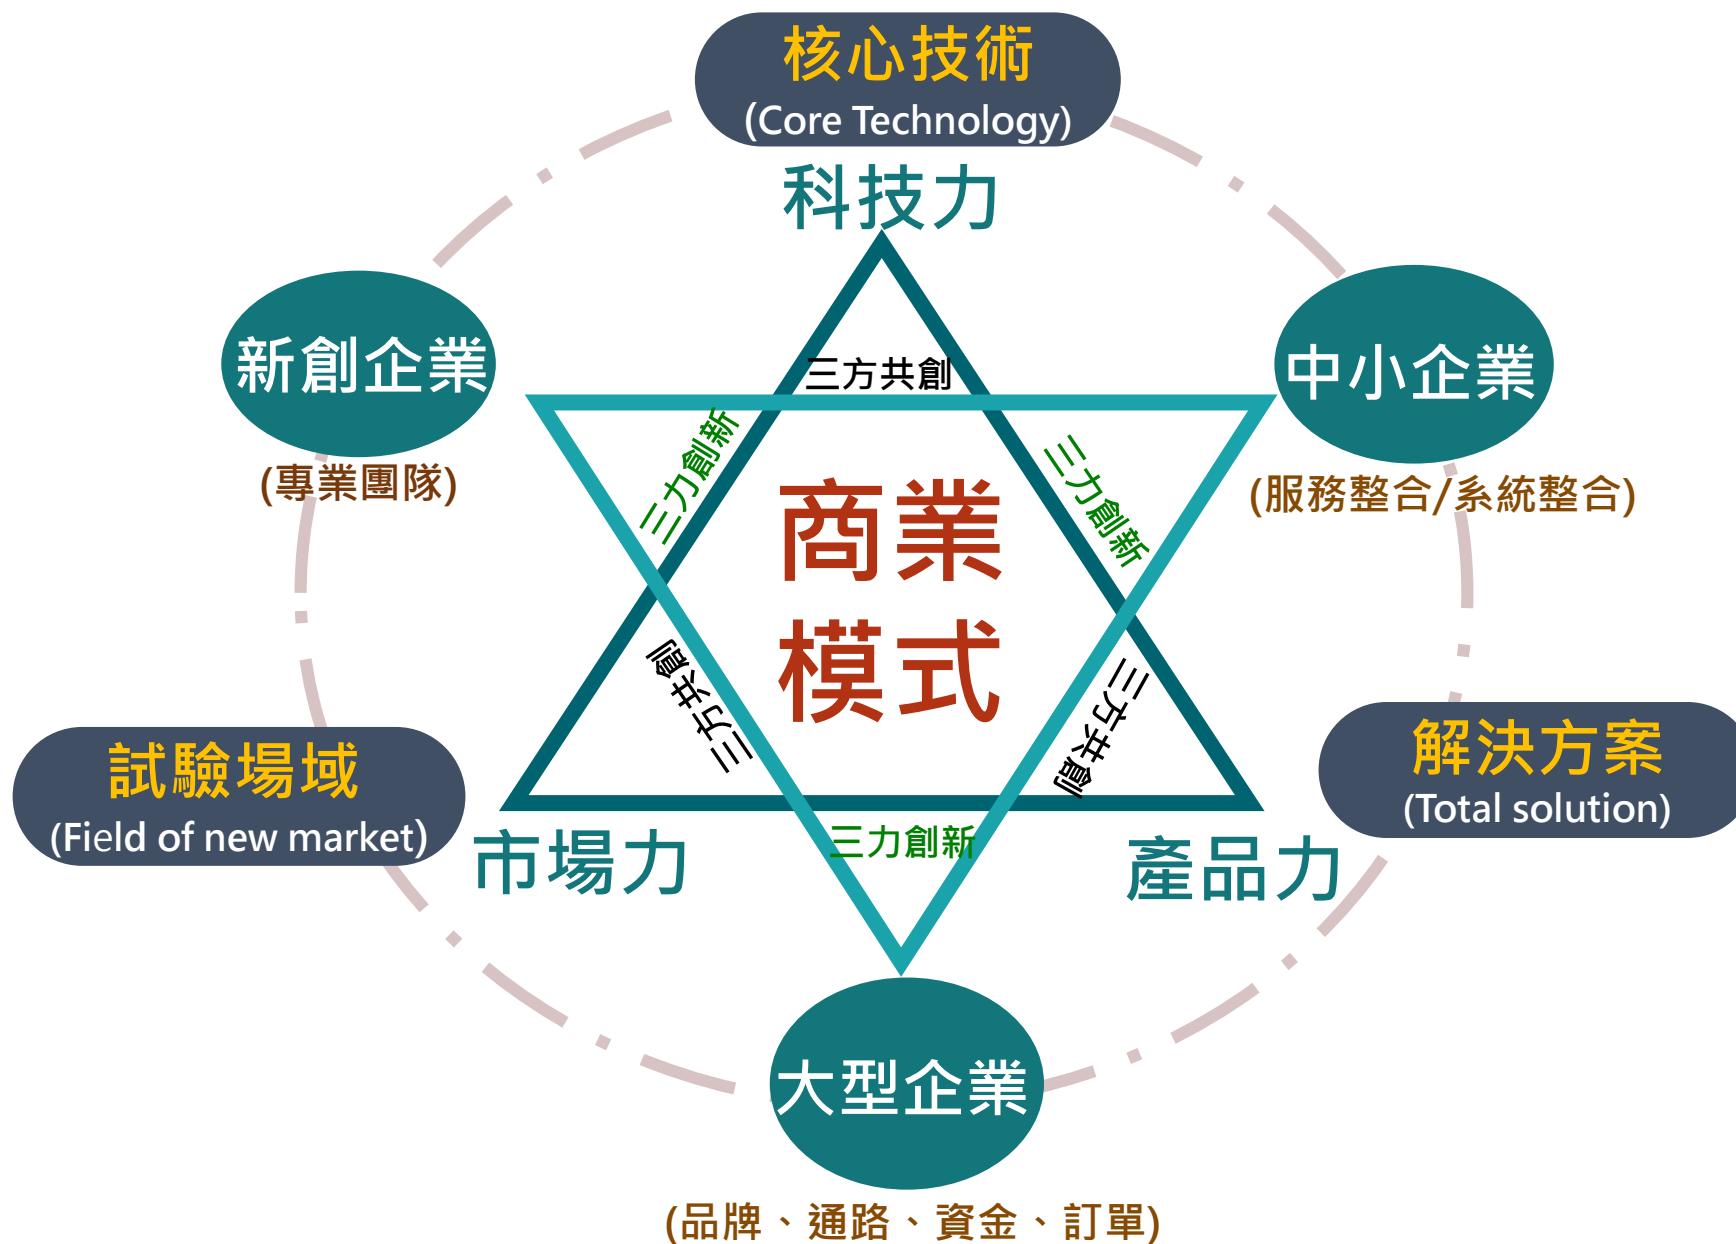 核心技術
(Core Technology)
科技力
新創企業
(專業團隊)
中小企業
(服務整合/系統整合)
三方共創
三力創新
三力創新
商業
模式
三方共創
三方共創
試驗場域
(Field of new market)
解決方案
(Total solution)
市場力
三力創新
產品力
大型企業
(品牌、通路、資金、訂單)